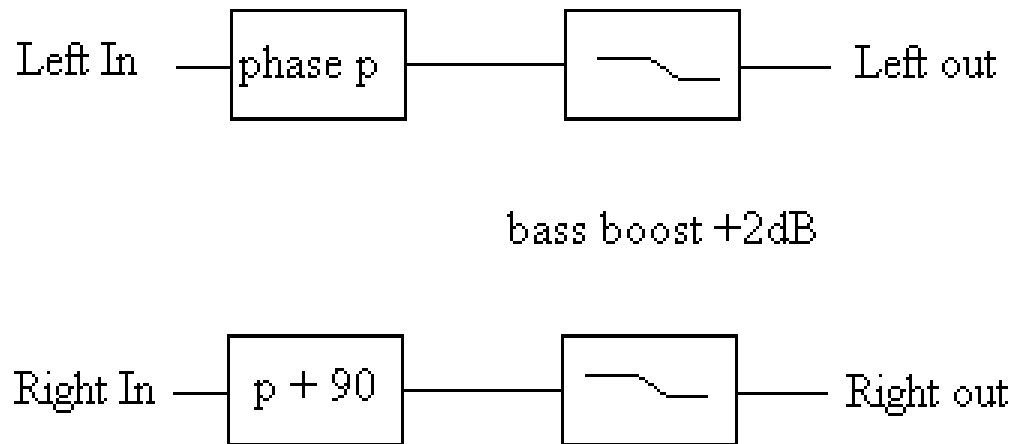 Left In
phase p
Left out
bass boost +2dB
Right In
p + 90
Right out